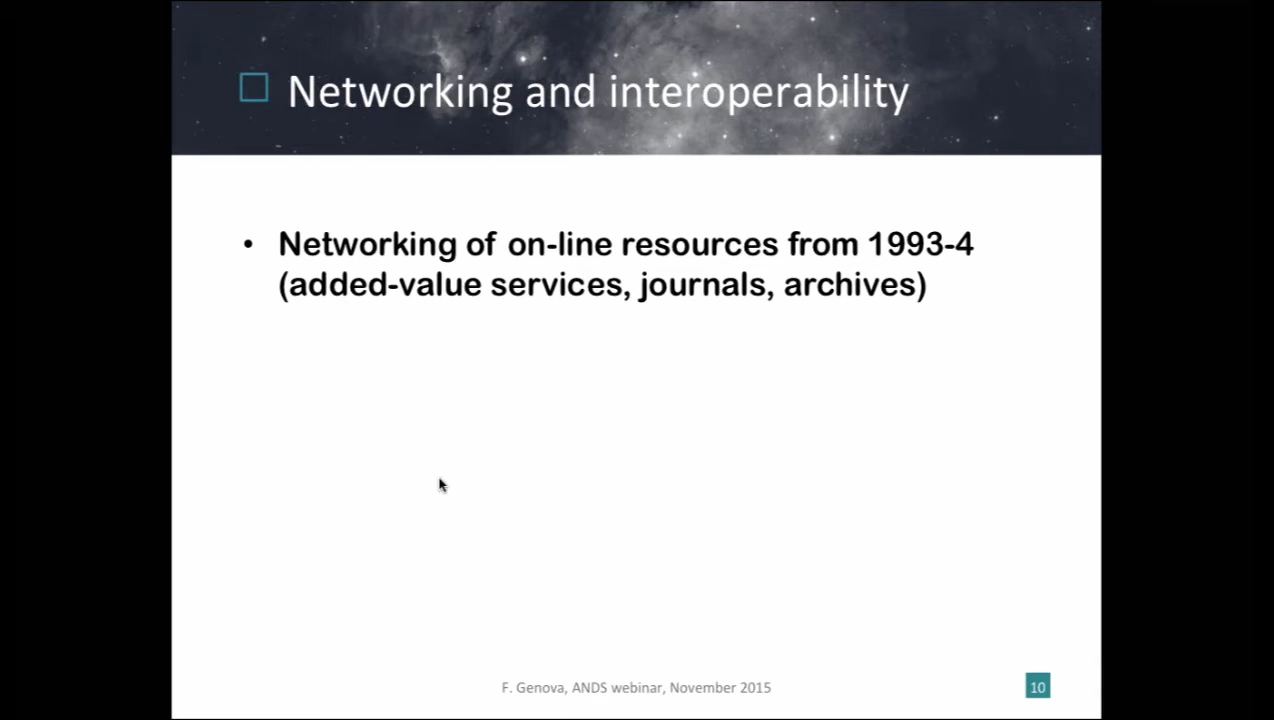 Networking and interoperability
• Networking of on-line resources from 1993-4
(added-value services, journals, archives)
F. Genova, ANDS webinar, November 2015
10